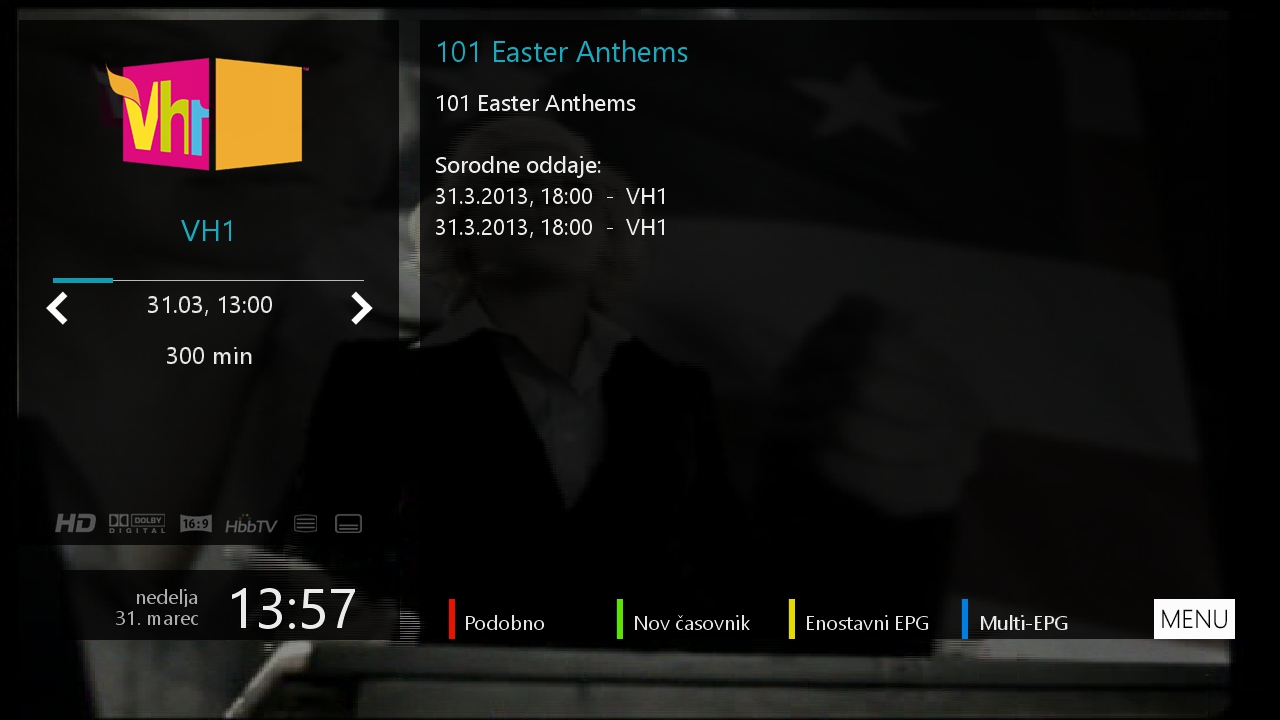 Vh1
™
VH1
31.03, 13:00
300 min
HD
DOLBY
DIGITAL
16:9
HbbTV
nedelja
31. marec
13:57
101 Easter Anthems
101 Easter Anthems
Sorodne oddaje:
31.3.2013, 18:00 - VH1
31.3.2013, 18:00 - VH1
Podobno
Nov časovnik
Enostavni EPG
Multi-EPG
MENU